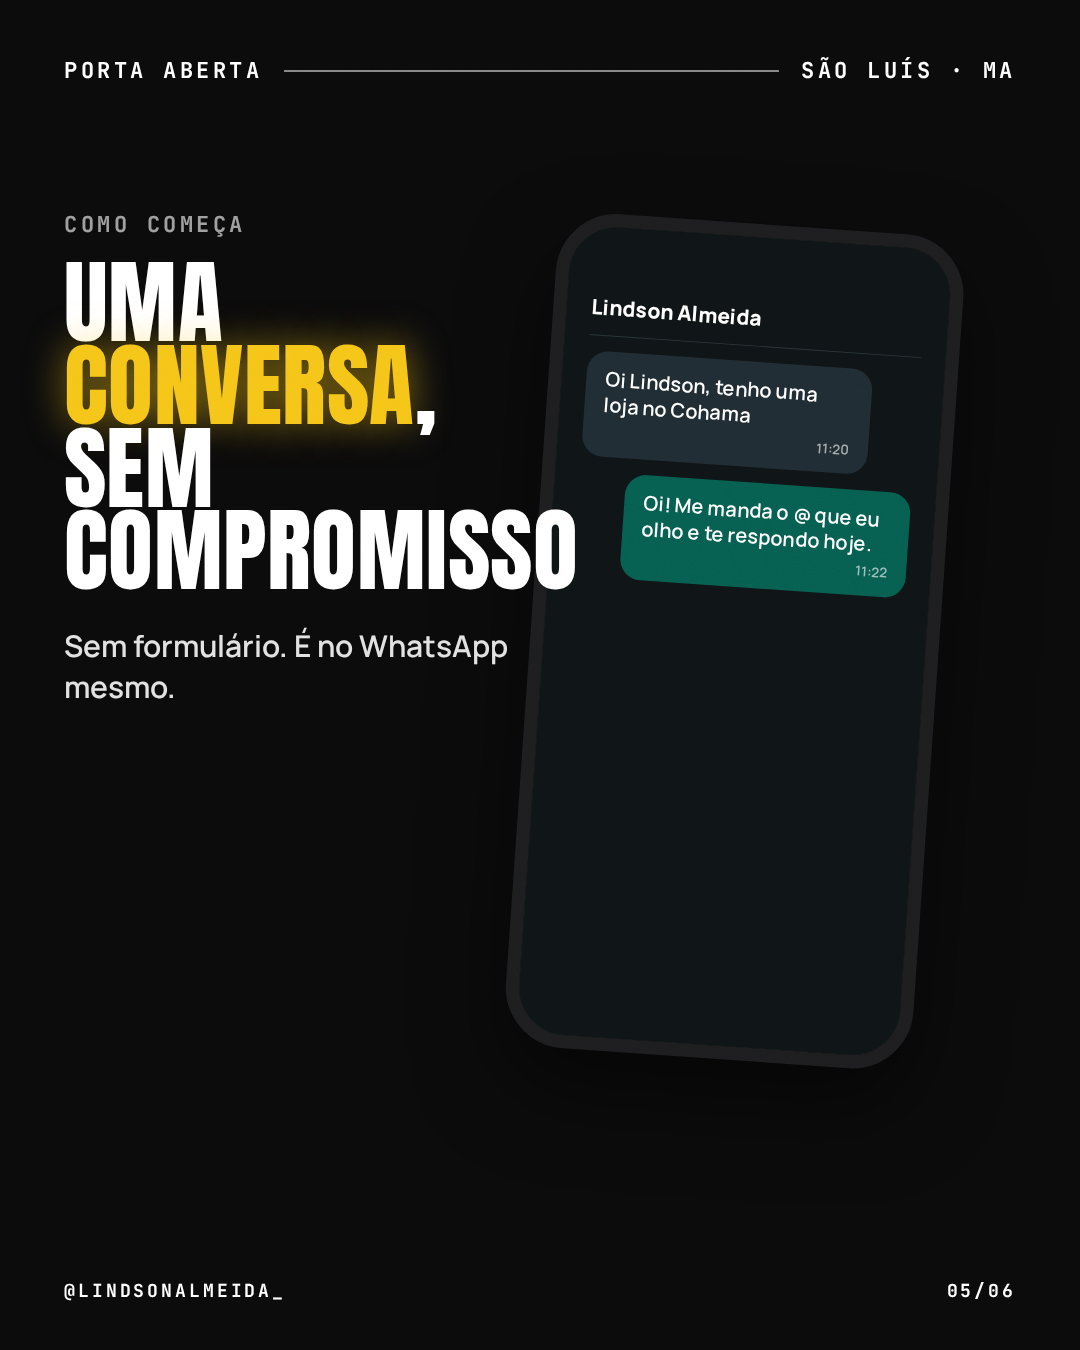 PORTA ABERTA
SÃO LUÍS · MA
COMO COMEÇA
UMA
CONVERSA,
SEM
COMPROMISSO
Sem formulário. É no WhatsApp
mesmo.
Lindson Almeida
Oi Lindson, tenho uma
loja no Cohama
11:20
Oi! Me manda o @ que eu
olho e te respondo hoje.
11:22
@LINDSONALMEIDA_
05/06